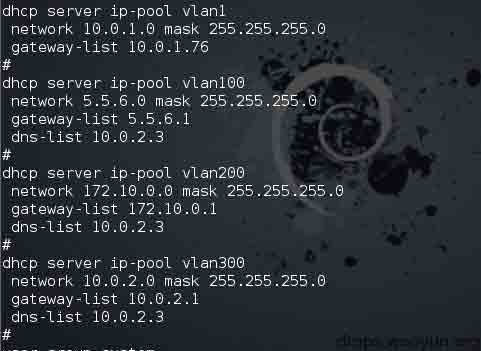 dhcp server ip-pool vlan1
network 10.0.1.0 mask 255.255.255.0
gateway-list 10.0.1.76
#
dhcp server ip-pool vlan100
network 5.5.6.0 mask 255.255.255.0
gateway-list 5.5.6.1
dns-list 10.0.2.3
#
dhcp server ip-pool vlan200
network 172.10.0.0 mask 255.255.255.0
gateway-list 172.10.0.1
dns-list 10.0.2.3
#
dhcp server ip-pool vlan300
network 10.0.2.0 mask 255.255.255.0
gateway-list 10.0.2.1
dns-list 10.0.2.3
#
drops.wooyun.org